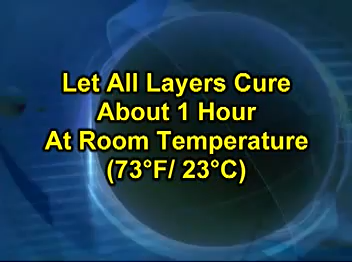 Let All Layers Cure
About 1 Hour
At Room Temperature
(73°F/ 23°C)